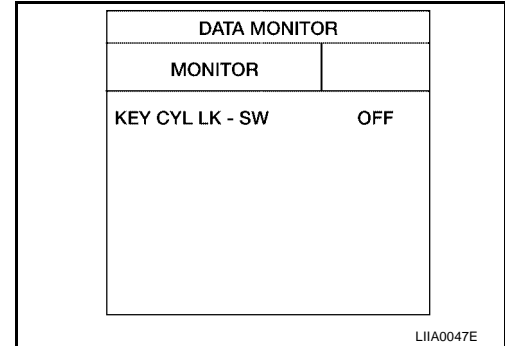 DATA MONITOR
MONITOR
KEY CYL LK - SW OFF
LIIA0047E